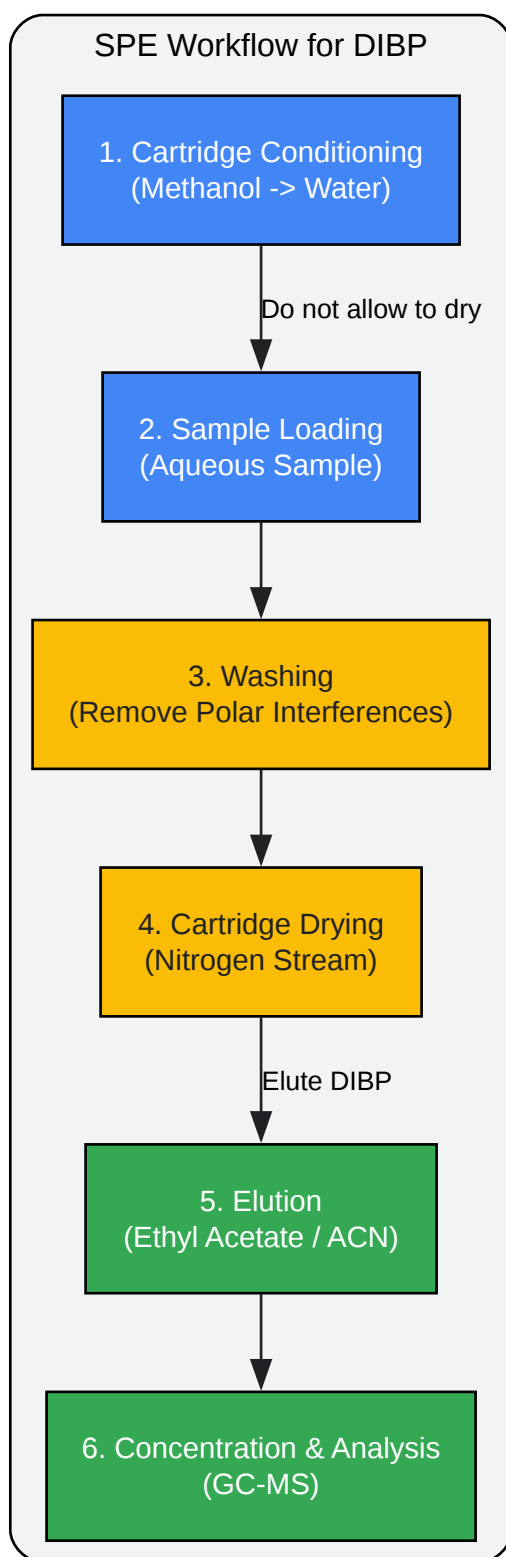 SPE Workflow for DIBP
1. Cartridge Conditioning
(Methanol -> Water)
Do not allow to dry
2. Sample Loading
(Aqueous Sample)
3. Washing
(Remove Polar Interferences)
4. Cartridge Drying
(Nitrogen Stream)
Elute DIBP
5. Elution
(Ethyl Acetate / ACN)
6. Concentration & Analysis
(GC-MS)